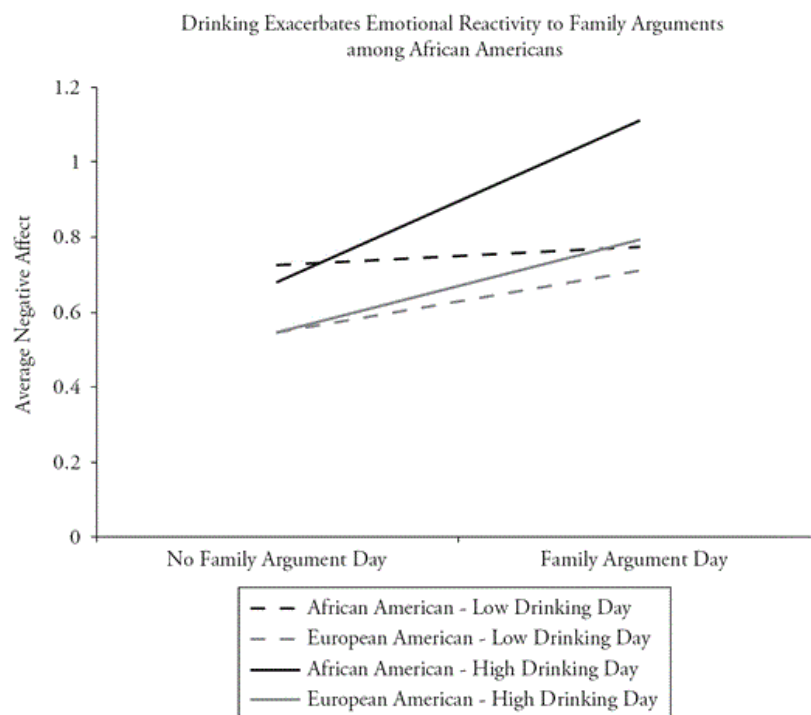 Drinking Exacerbates Emotional Reactivity to Family Arguments
among African Americans
1.2
1
0.8
0.6
0.4
0.2
0
Average Negative Affect
No Family Argument Day
Family Argument Day
African American - Low Drinking Day
European American - Low Drinking Day
African American - High Drinking Day
European American - High Drinking Day